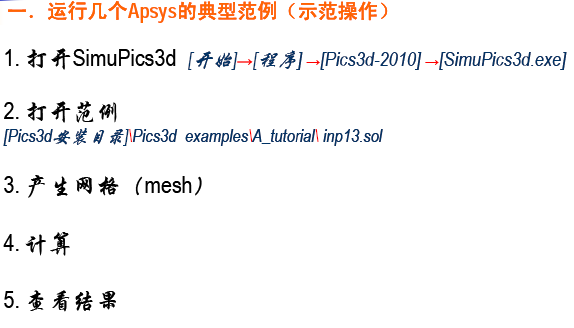 一．运行几个Apsys的典型范例（示范操作）
1. 打开SimuPics3d [开始]→[程序]→[Pics3d-2010]→[SimuPics3d.exe]
2. 打开范例
[Pics3d安装目录]\Pics3d examples\A_tutorial\ inp13.sol
3. 产生网格（mesh）
4. 计算
5. 查看结果